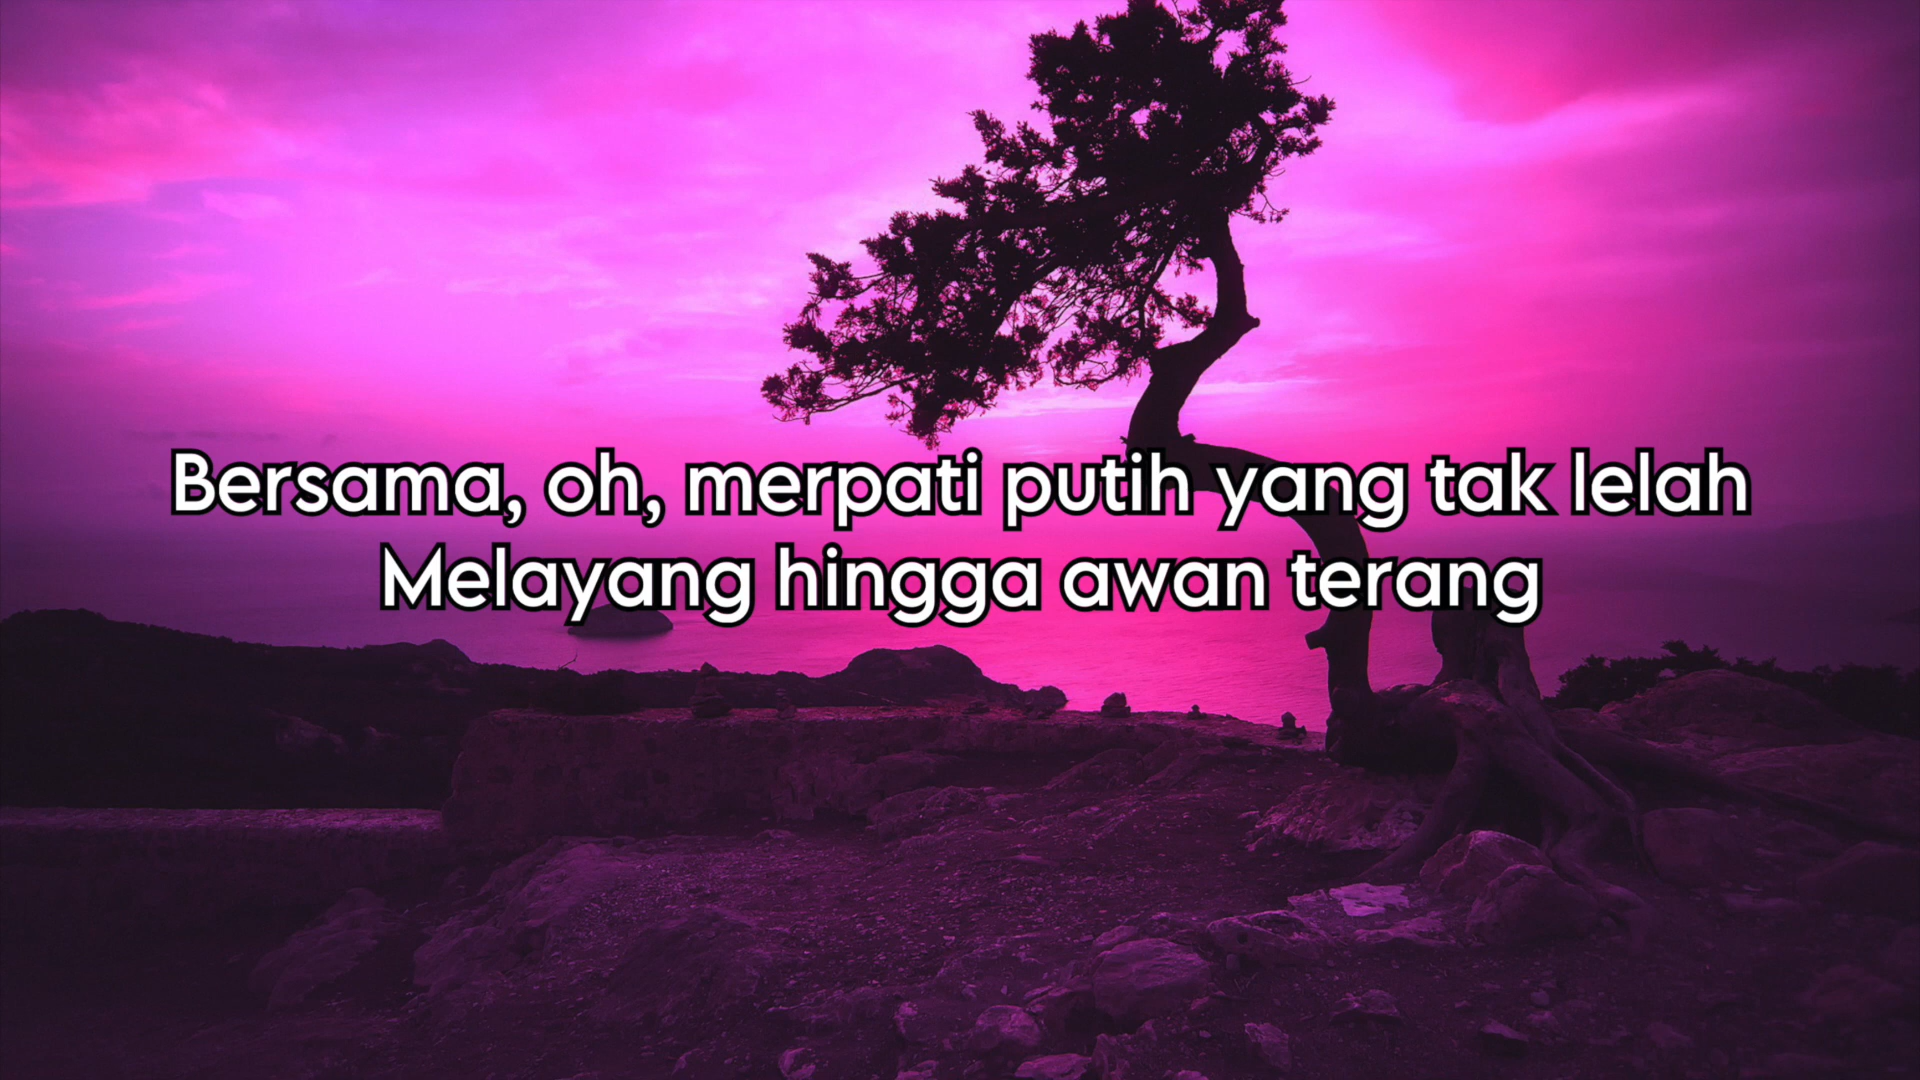 Bersama, oh, merpati putih yang tak lelah
Melayang hingga awan terang